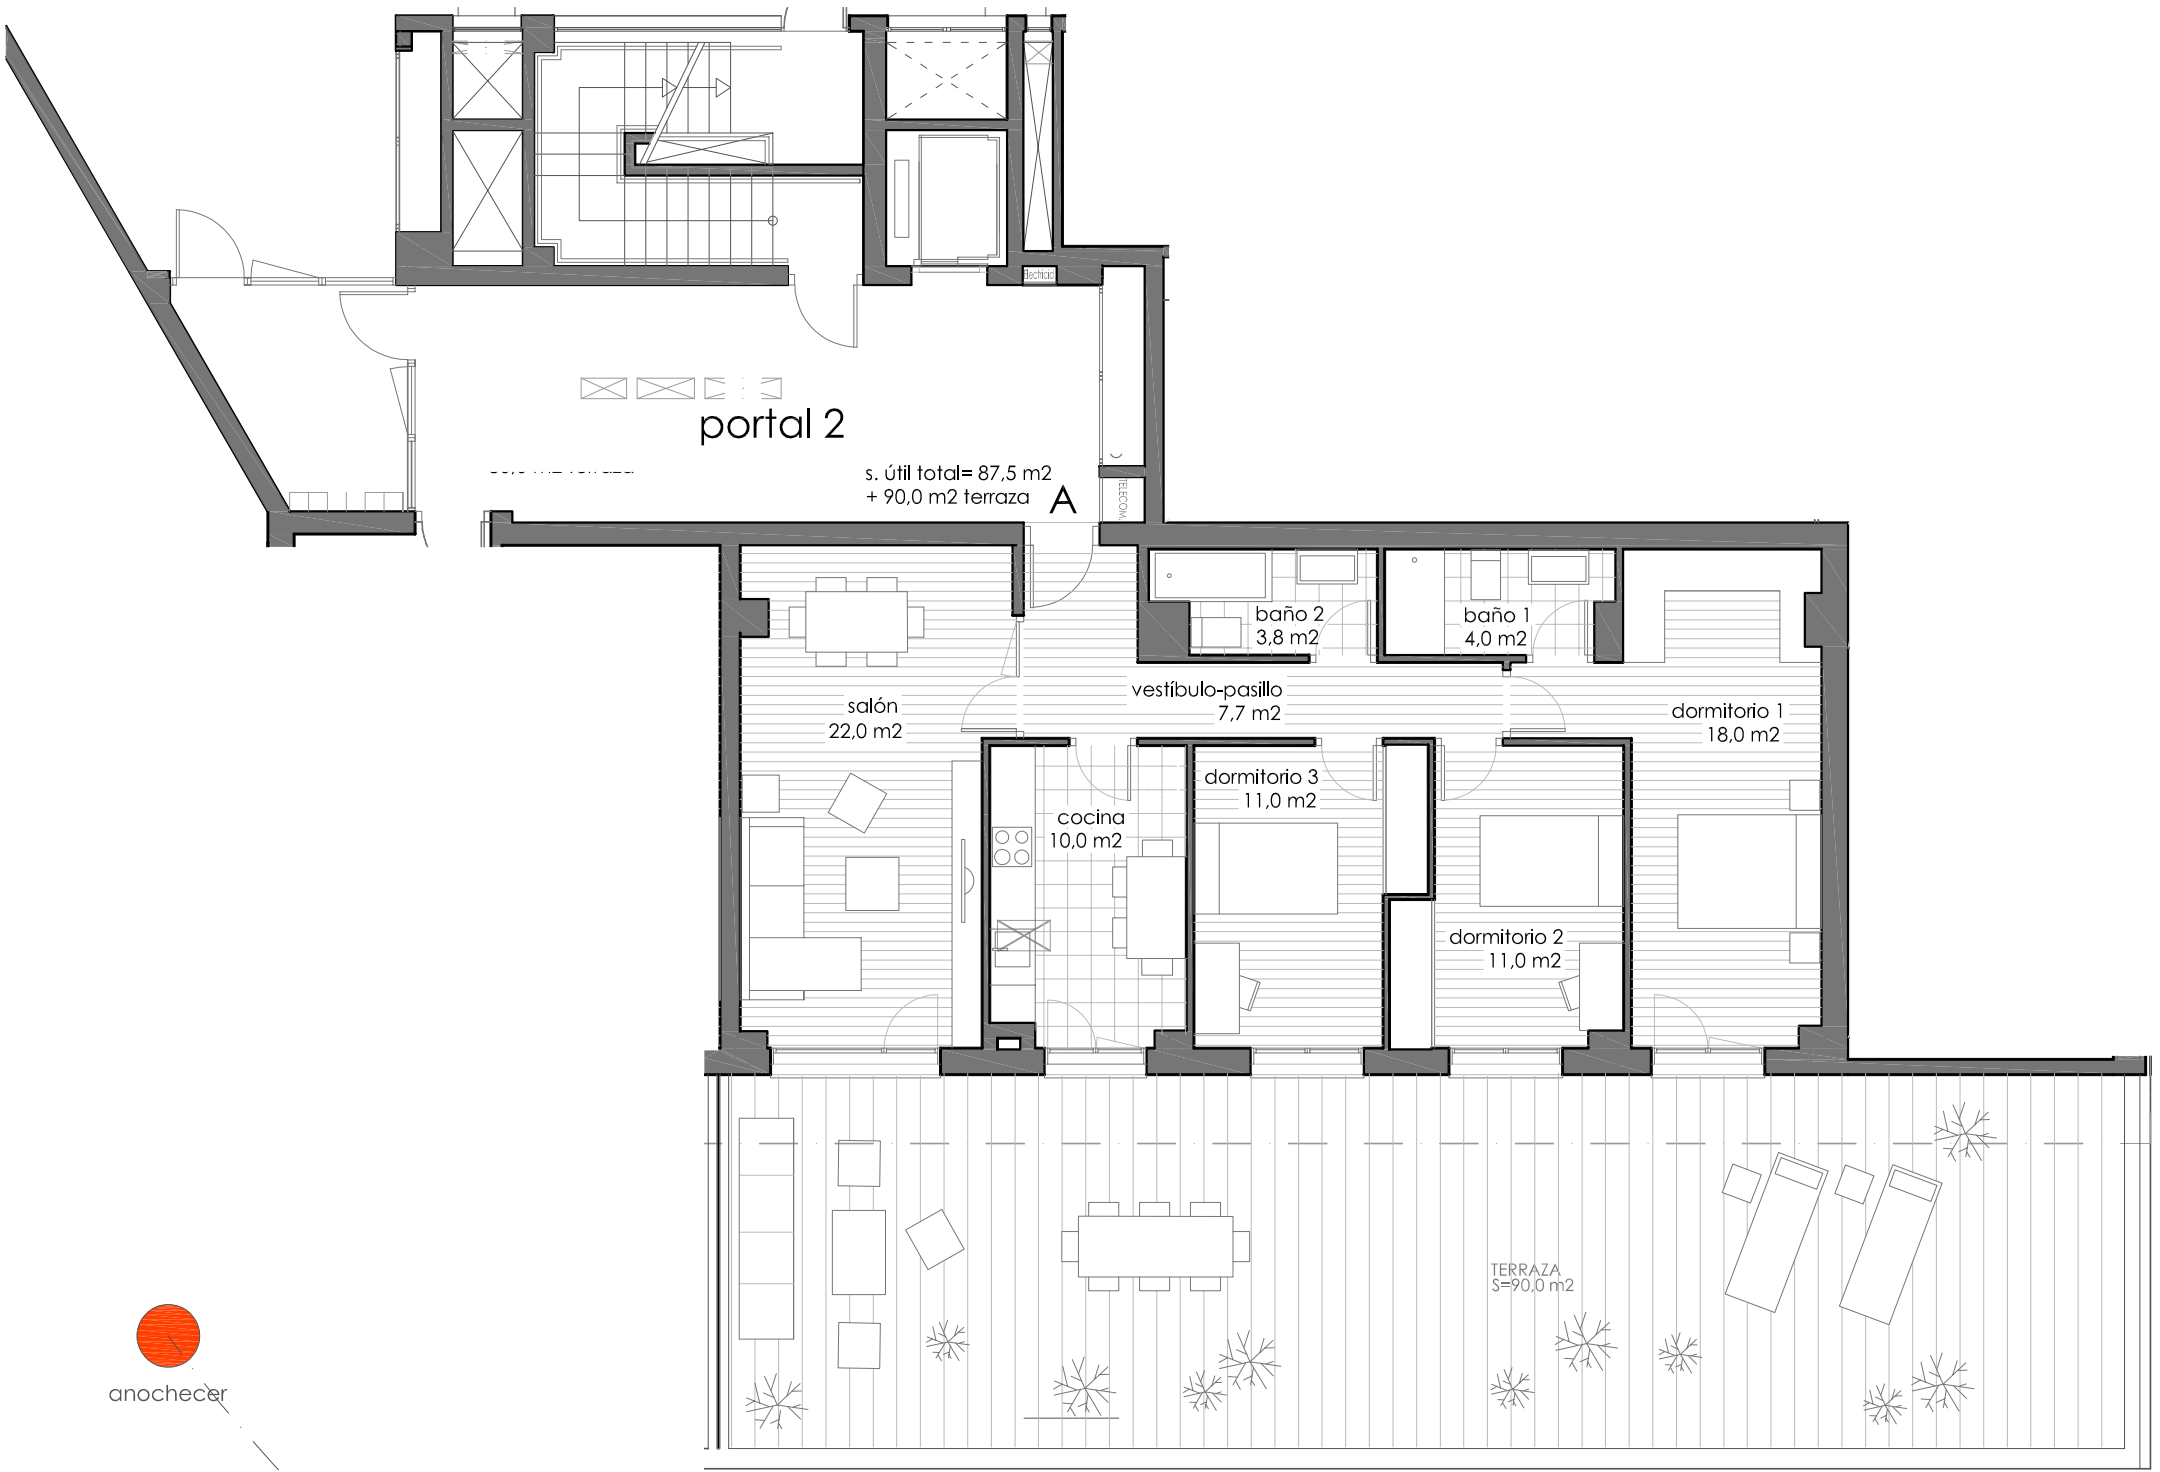 electricid
portal 2
s. útil total= 87,5 m2
+ 90,0 m2 terraza
A
TELECOM.
baño 2
3,8 m2
baño 1
4,0 m2
vestíbulo-pasillo
7,7 m2
salón
22,0 m2
dormitorio 1
18,0 m2
dormitorio 3
11,0 m2
cocina
10,0 m2
dormitorio 2
11,0 m2
TERRAZA
S=90,0 m2
anochecer